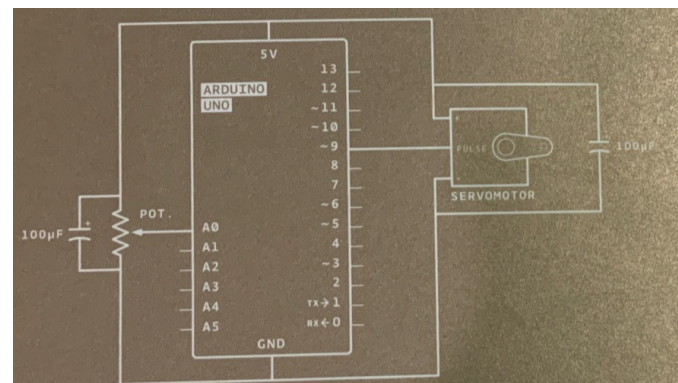 5V
ARDUINO
UNO
13
12
~11
~10
~9
8
7
~6
~5
4
~3
2
TX→1
RX←0
A0
A1
A2
A3
A4
A5
GND
POT.
100µF
+
+
PULSE
-
SERVOMOTOR
100µF